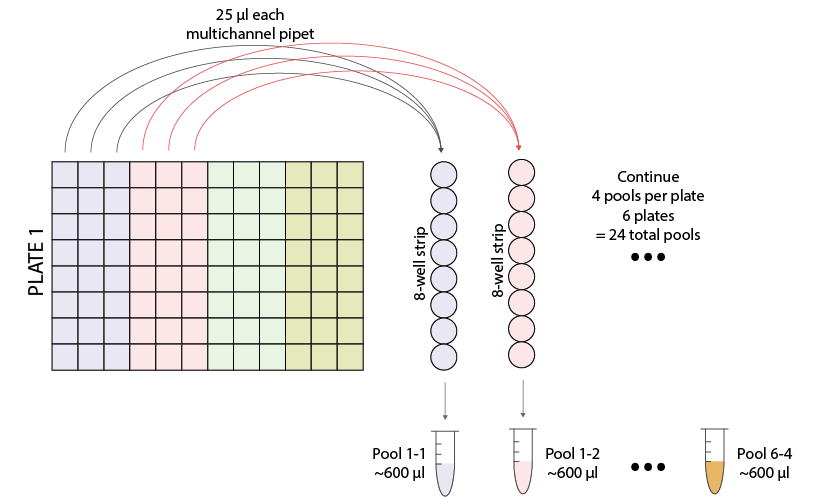 25 µl each
multichannel pipet
PLATE 1
8-well strip
8-well strip
Continue
4 pools per plate
6 plates
= 24 total pools
•••
Pool 1-1
~600 µl
Pool 1-2
~600 µl
•••
Pool 6-4
~600 µl